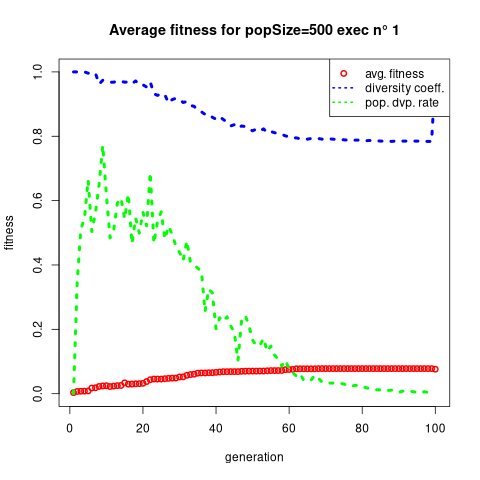 Average fitness for popSize=500 exec n° 1
avg. fitness
diversity coeff.
pop. dvp. rate
1.0
0.8
0.6
0.4
0.2
0.0
fitness
0 20 40 60 80 100
generation